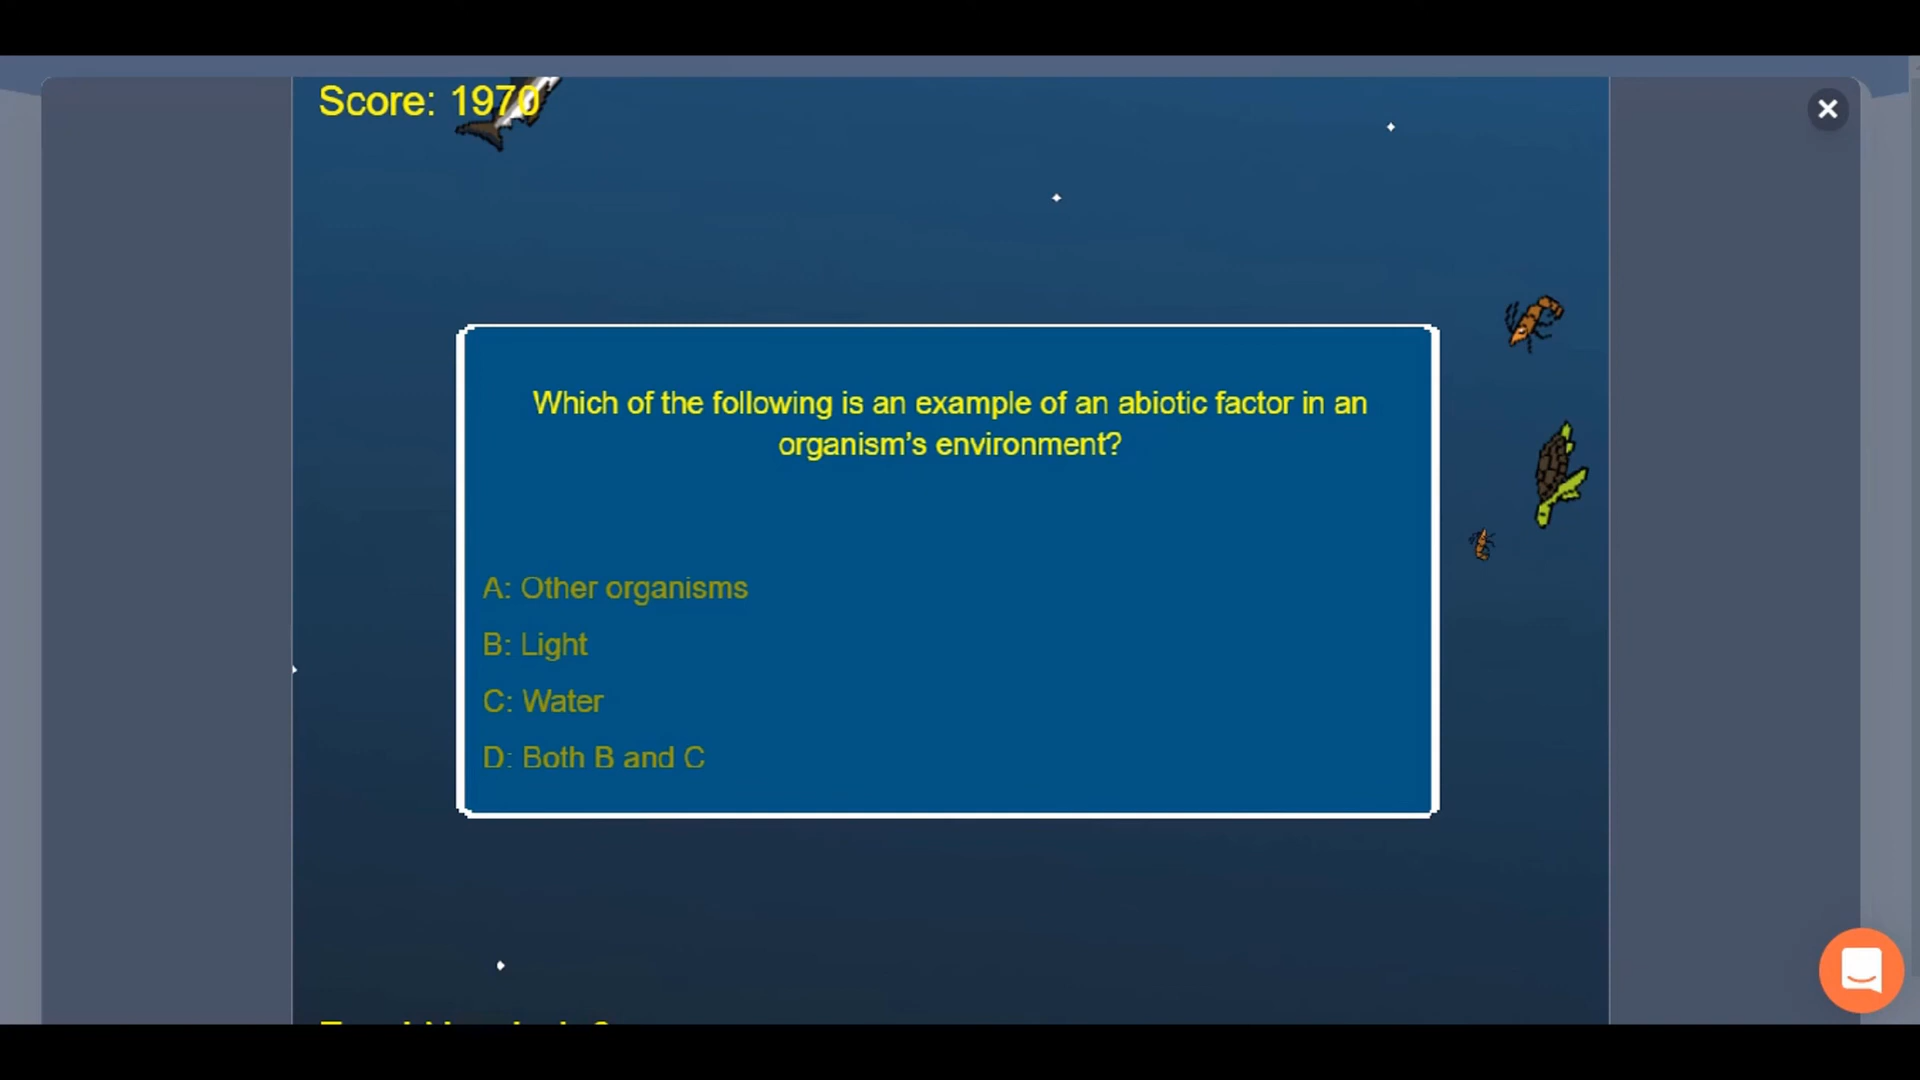 Score: 1970
Which of the following is an example of an abiotic factor in an
organism's environment?
A: Other organisms
B: Light
C: Water
D: Both B and C